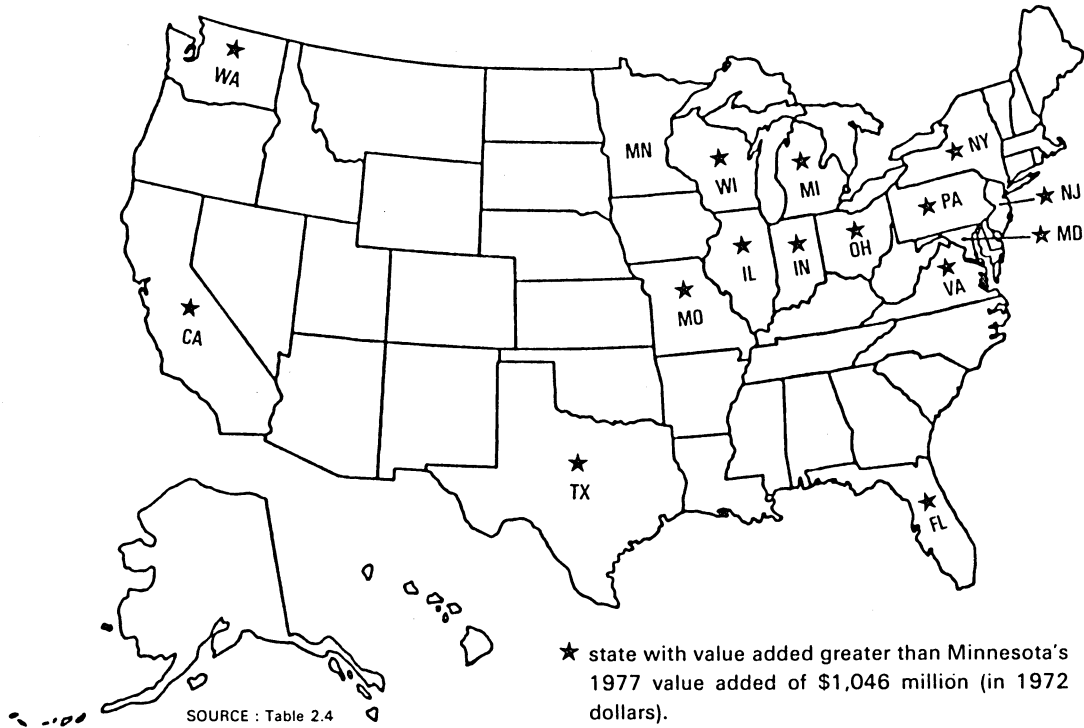 WA
MN
NY
WI
MI
NJ
PA
MD
OH
IL
IN
VA
MO
CA
TX
FL
★ state with value added greater than Minnesota's
1977 value added of $1,046 million (in 1972
dollars).
SOURCE : Table 2.4